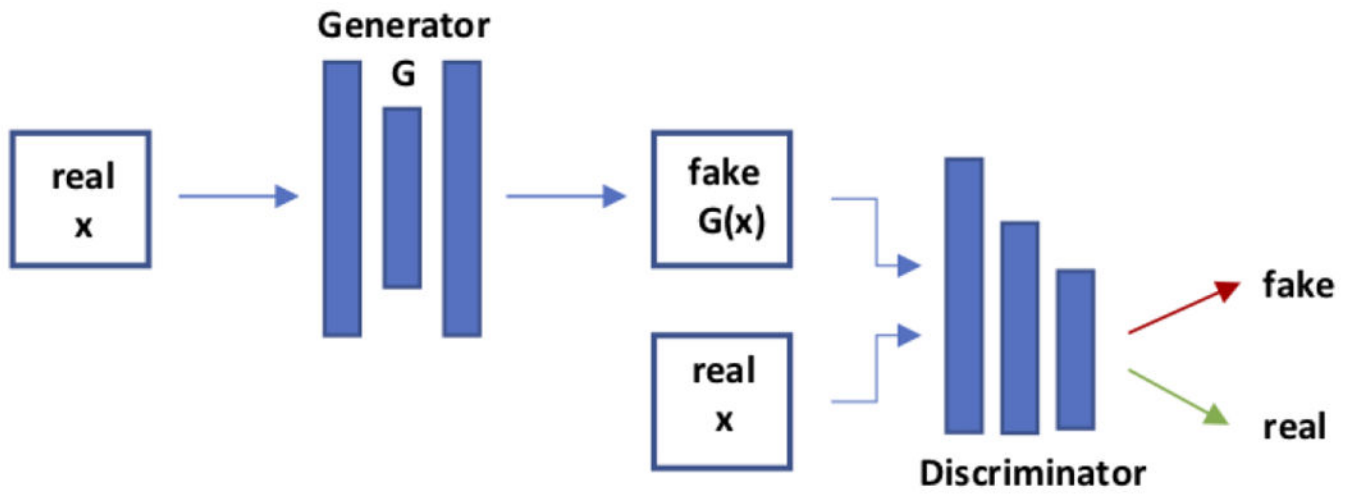 Generator
G
real
x
fake
G(x)
real
x
fake
real
Discriminator